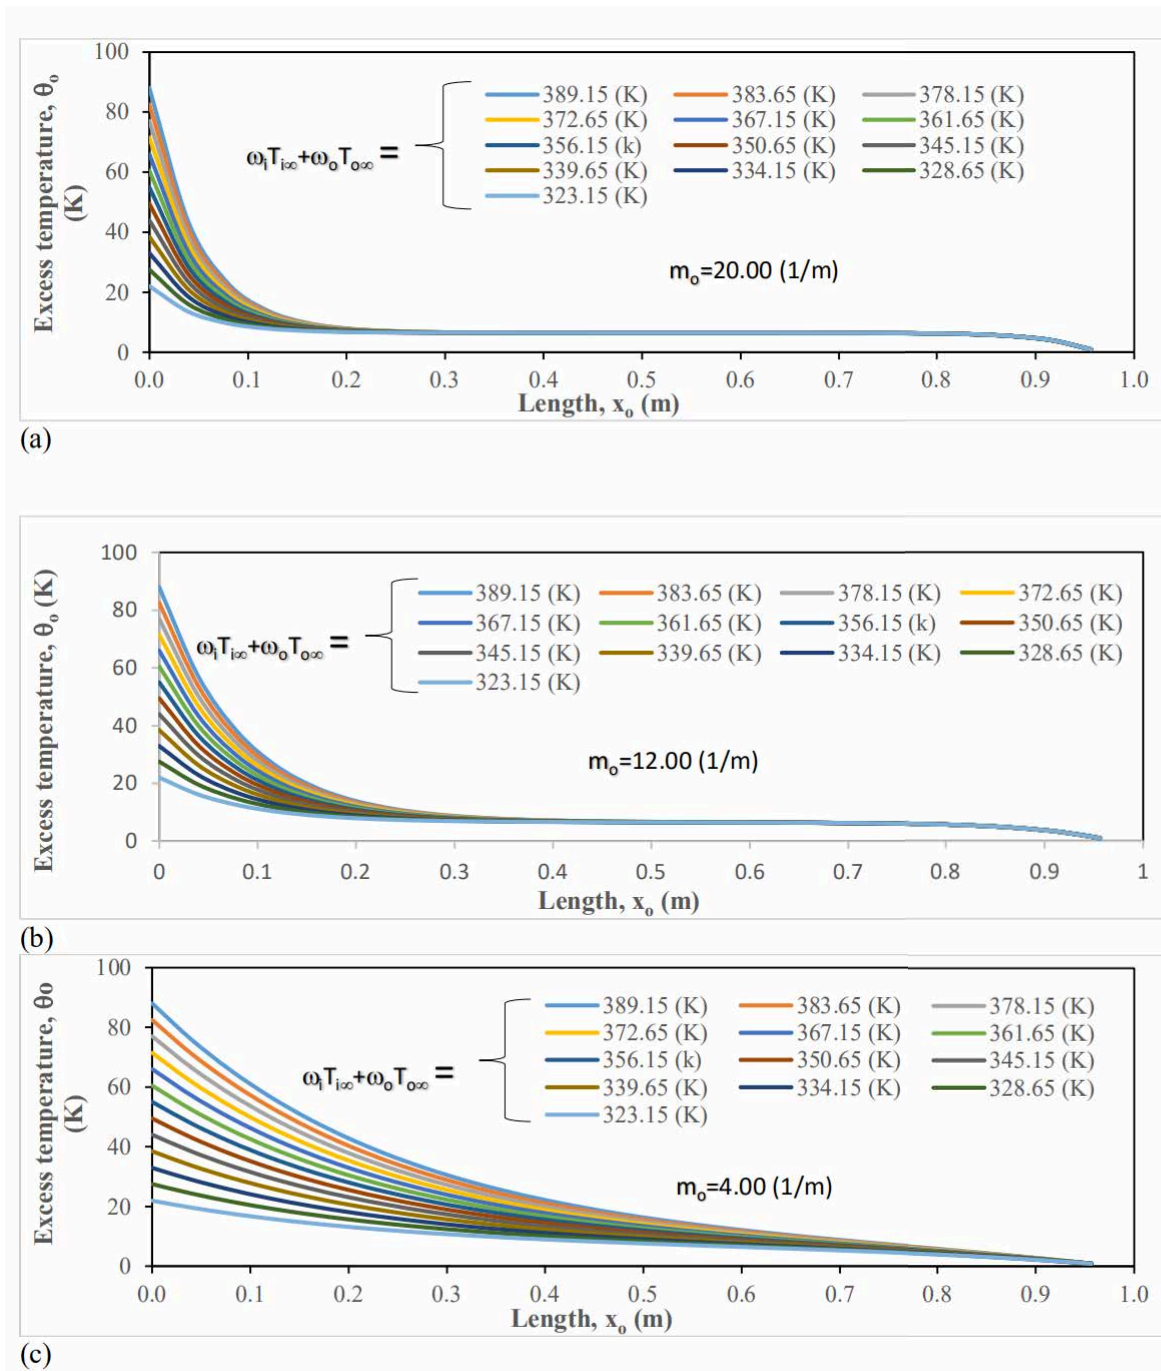 100
80
60
40
20
0
Excess temperature, θₒ
(K)
ωᵢTᵢ∞+ωₒTₒ∞ =
389.15 (K) 383.65 (K) 378.15 (K)
372.65 (K) 367.15 (K) 361.65 (K)
356.15 (k) 350.65 (K) 345.15 (K)
339.65 (K) 334.15 (K) 328.65 (K)
323.15 (K)
mₒ=20.00 (1/m)
0.0 0.1 0.2 0.3 0.4 0.5 0.6 0.7 0.8 0.9 1.0
Length, xₒ (m)
(a)
100
80
60
40
20
0
Excess temperature, θₒ (K)
ωᵢTᵢ∞+ωₒTₒ∞ =
389.15 (K) 383.65 (K) 378.15 (K) 372.65 (K)
367.15 (K) 361.65 (K) 356.15 (k) 350.65 (K)
345.15 (K) 339.65 (K) 334.15 (K) 328.65 (K)
323.15 (K)
mₒ=12.00 (1/m)
0 0.1 0.2 0.3 0.4 0.5 0.6 0.7 0.8 0.9 1
Length, xₒ (m)
(b)
100
80
60
40
20
0
Excess temperature, θo
(K)
ωᵢTᵢ∞+ωₒTₒ∞ =
389.15 (K) 383.65 (K) 378.15 (K)
372.65 (K) 367.15 (K) 361.65 (K)
356.15 (k) 350.65 (K) 345.15 (K)
339.65 (K) 334.15 (K) 328.65 (K)
323.15 (K)
mₒ=4.00 (1/m)
0.0 0.1 0.2 0.3 0.4 0.5 0.6 0.7 0.8 0.9 1.0
Length, xₒ (m)
(c)